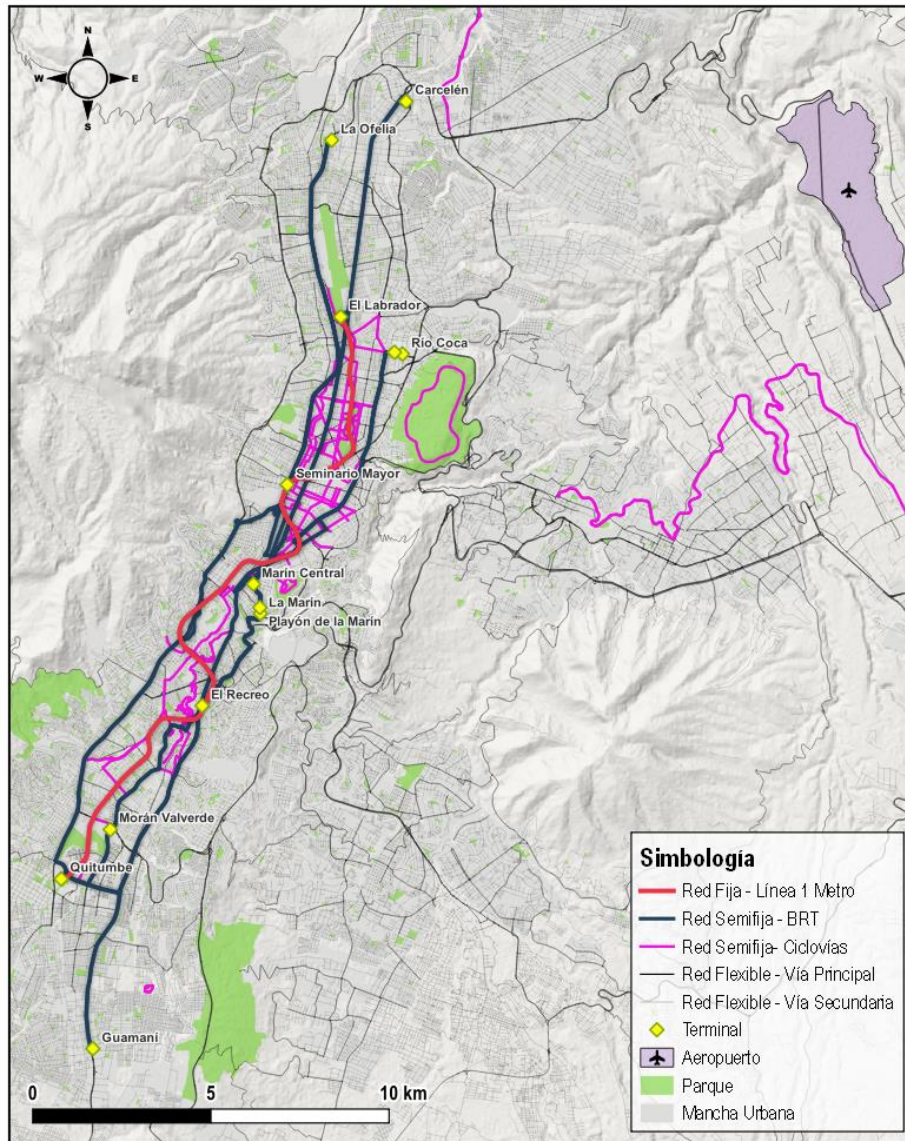 N
W E
S
Carcelén
La Ofelia
El Labrador
Río Coca
Seminario Mayor
Marín Central
La Marín
Playón de la Marín
El Recreo
Morán Valverde
Quitumbe
Guamaní
0 5 10 km
Simbología
Red Fija - Línea 1 Metro
Red Semifija - BRT
Red Semifija- Ciclovías
Red Flexible - Vía Principal
Red Flexible - Vía Secundaria
Terminal
Aeropuerto
Parque
Mancha Urbana